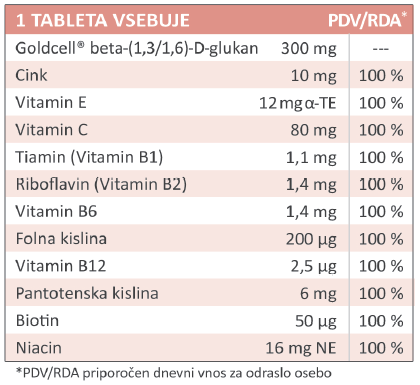 1 TABLETA VSEBUJE PDV/RDA*
Goldcell® beta-(1,3/1,6)-D-glukan 300 mg ---
Cink 10 mg 100 %
Vitamin E 12 mg α-TE 100 %
Vitamin C 80 mg 100 %
Tiamin (Vitamin B1) 1,1 mg 100 %
Riboflavin (Vitamin B2) 1,4 mg 100 %
Vitamin B6 1,4 mg 100 %
Folna kislina 200 µg 100 %
Vitamin B12 2,5 µg 100 %
Pantotenska kislina 6 mg 100 %
Biotin 50 µg 100 %
Niacin 16 mg NE 100 %
*PDV/RDA priporočen dnevni vnos za odraslo osebo